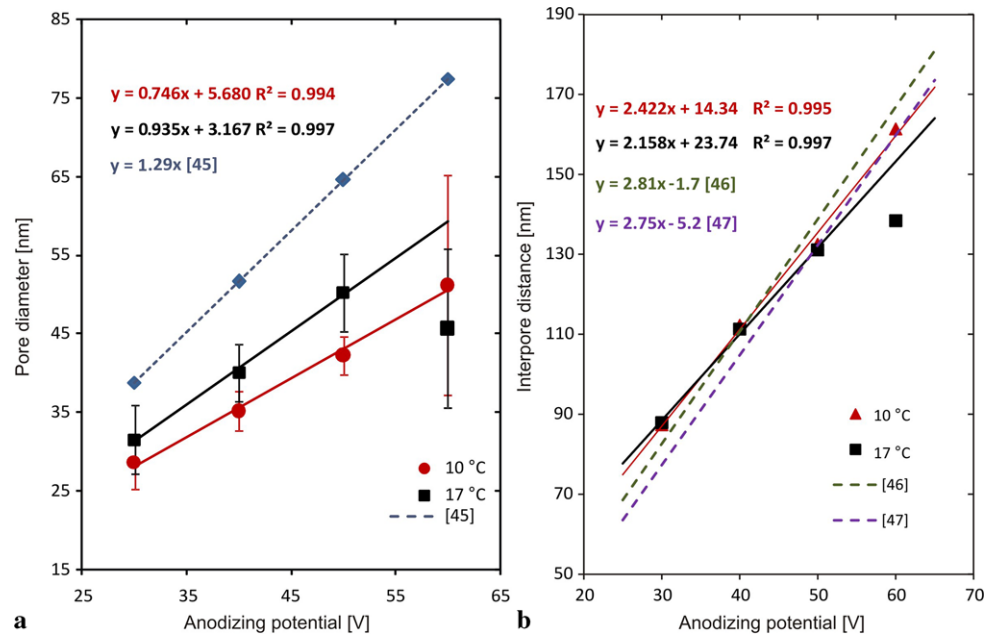 85
75
65
55
45
35
25
15
Pore diameter [nm]
y = 0.746x + 5.680 R² = 0.994
y = 0.935x + 3.167 R² = 0.997
y = 1.29x [45]
10 °C
17 °C
[45]
25
35
45
55
65
a
Anodizing potential [V]
190
170
150
130
110
90
70
50
Interpore distance [nm]
y = 2.422x + 14.34 R² = 0.995
y = 2.158x + 23.74 R² = 0.997
y = 2.81x -1.7 [46]
y = 2.75x - 5.2 [47]
10 °C
17 °C
[46]
[47]
20
30
40
50
60
70
b
Anodizing potential [V]